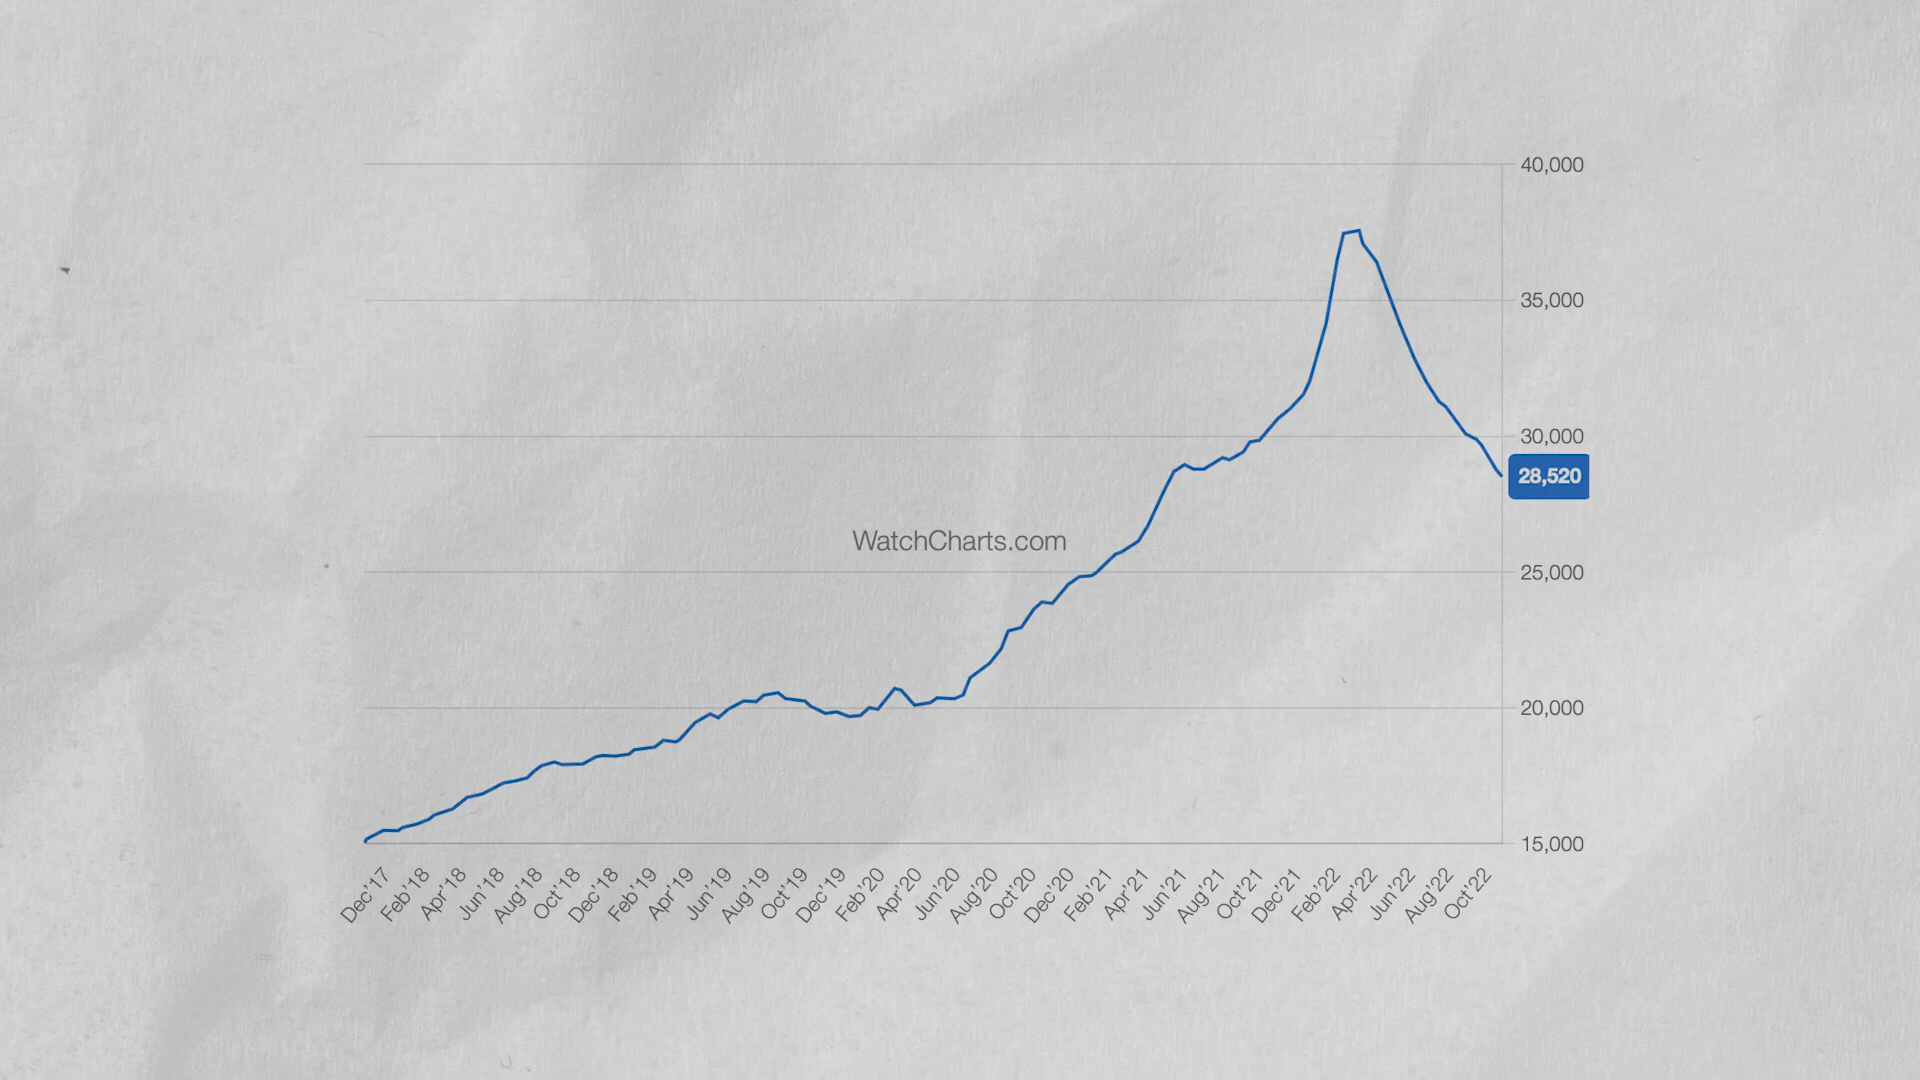 40,000
35,000
30,000
28,520
WatchCharts.com
25,000
20,000
15,000
Dec'17
Feb'18
Apr'18
Jun'18
Aug'18
Oct'18
Dec'18
Feb'19
Apr'19
Jun'19
Aug'19
Oct'19
Dec'19
Feb'20
Apr'20
Jun'20
Aug'20
Oct'20
Dec'20
Feb'21
Apr'21
Jun'21
Aug'21
Oct'21
Dec'21
Feb'22
Apr'22
Jun'22
Aug'22
Oct'22